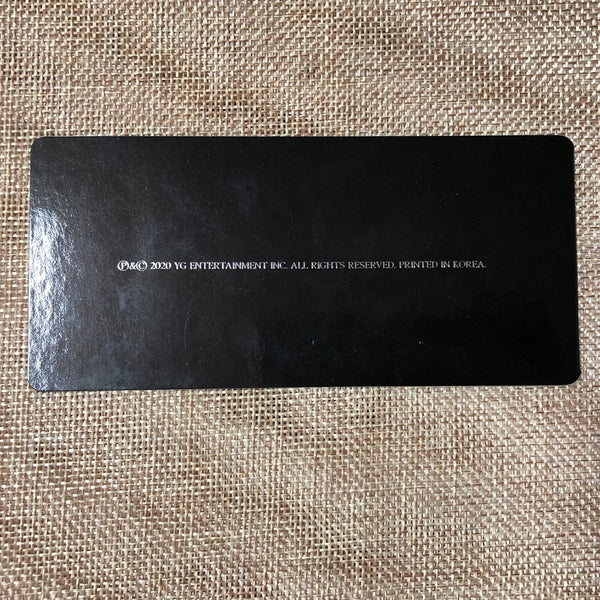 ℗&© 2020 YG ENTERTAINMENT INC. ALL RIGHTS RESERVED. PRINTED IN KOREA.